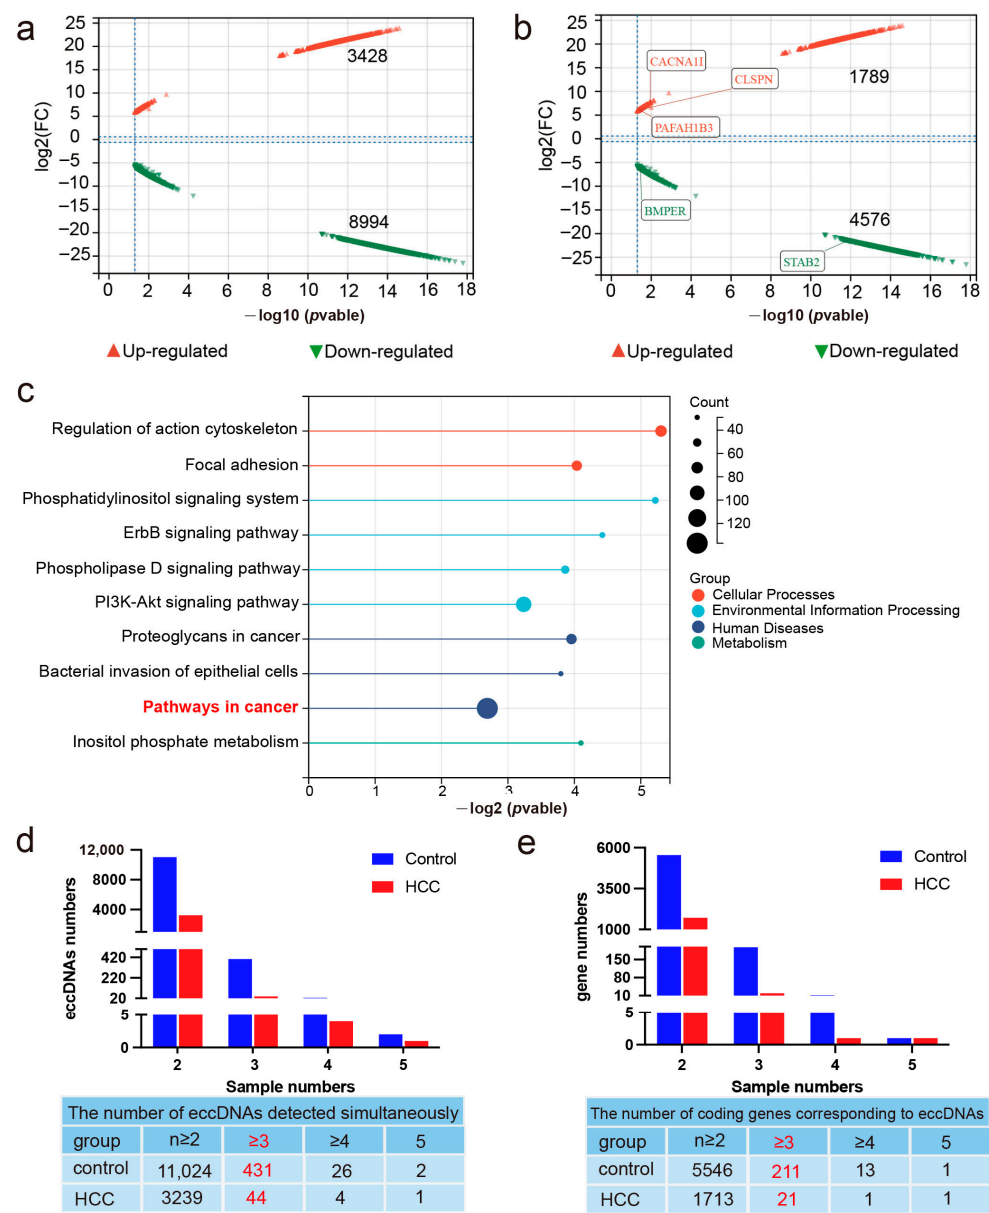 a
25
20
15
10
5
0
−5
−10
−15
−20
−25
log2(FC)
3428
8994
0 2 4 6 8 10 12 14 16 18
−log10 (pvable)
Up-regulated Down-regulated
b
25
20
15
10
5
0
−5
−10
−15
−20
−25
log2(FC)
CACNA1I
CLSPN
PAFAH1B3
BMPER
STAB2
1789
4576
0 2 4 6 8 10 12 14 16 18
−log10 (pvable)
Up-regulated Down-regulated
c
Regulation of action cytoskeleton
Focal adhesion
Phosphatidylinositol signaling system
ErbB signaling pathway
Phospholipase D signaling pathway
PI3K-Akt signaling pathway
Proteoglycans in cancer
Bacterial invasion of epithelial cells
Pathways in cancer
Inositol phosphate metabolism
0 1 2 3 4 5
−log2 (pvable)
Count
40
60
80
100
120
Group
Cellular Processes
Environmental Information Processing
Human Diseases
Metabolism
d
12,000
8000
4000
420
220
20
5
0
eccDNAs numbers
Control
HCC
2 3 4 5
Sample numbers
The number of eccDNAs detected simultaneously
group n≥2 ≥3 ≥4 5
control 11,024 431 26 2
HCC 3239 44 4 1
e
6000
3500
1000
150
80
10
5
0
gene numbers
Control
HCC
2 3 4 5
Sample numbers
The number of coding genes corresponding to eccDNAs
group n≥2 ≥3 ≥4 5
control 5546 211 13 1
HCC 1713 21 1 1